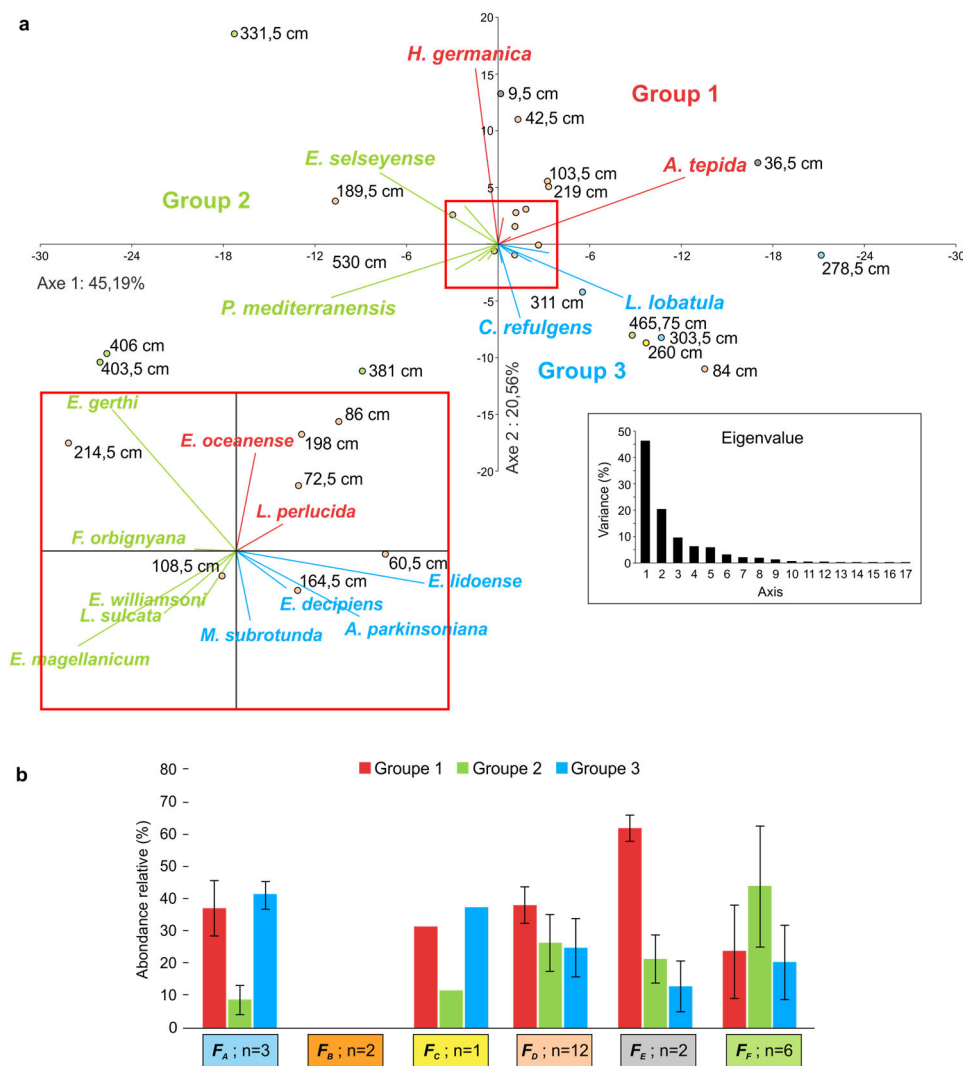 a
20
331,5 cm
H. germanica
15
9,5 cm
Group 1
42,5 cm
10
E. selseyense
103,5 cm
36,5 cm
189,5 cm
5
219 cm
A. tepida
Group 2
-30
-24
-18
-12
-6
0
-6
-12
-18
-24
-30
Axe 1: 45,19%
530 cm
278,5 cm
-5
311 cm
P. mediterranensis
L. lobatula
C. refulgens
465,75 cm
406 cm
303,5 cm
403,5 cm
-10
260 cm
381 cm
Group 3
84 cm
Axe 2 : 20,56%
E. gerthi
86 cm
-15
E. oceanense
198 cm
214,5 cm
72,5 cm
-20
L. perlucida
F. orbignyana
108,5 cm
164,5 cm
60,5 cm
E. lidoense
E. williamsoni
E. decipiens
L. sulcata
M. subrotunda
A. parkinsoniana
E. magellanicum
Eigenvalue
Variance (%)
50
40
30
20
10
0
1 2 3 4 5 6 7 8 9 10 11 12 13 14 15 16 17
Axis
b
Groupe 1 Groupe 2 Groupe 3
Abondance relative (%)
80
70
60
50
40
30
20
10
0
FA ; n=3
FB ; n=2
FC ; n=1
FD ; n=12
FE ; n=2
FF ; n=6